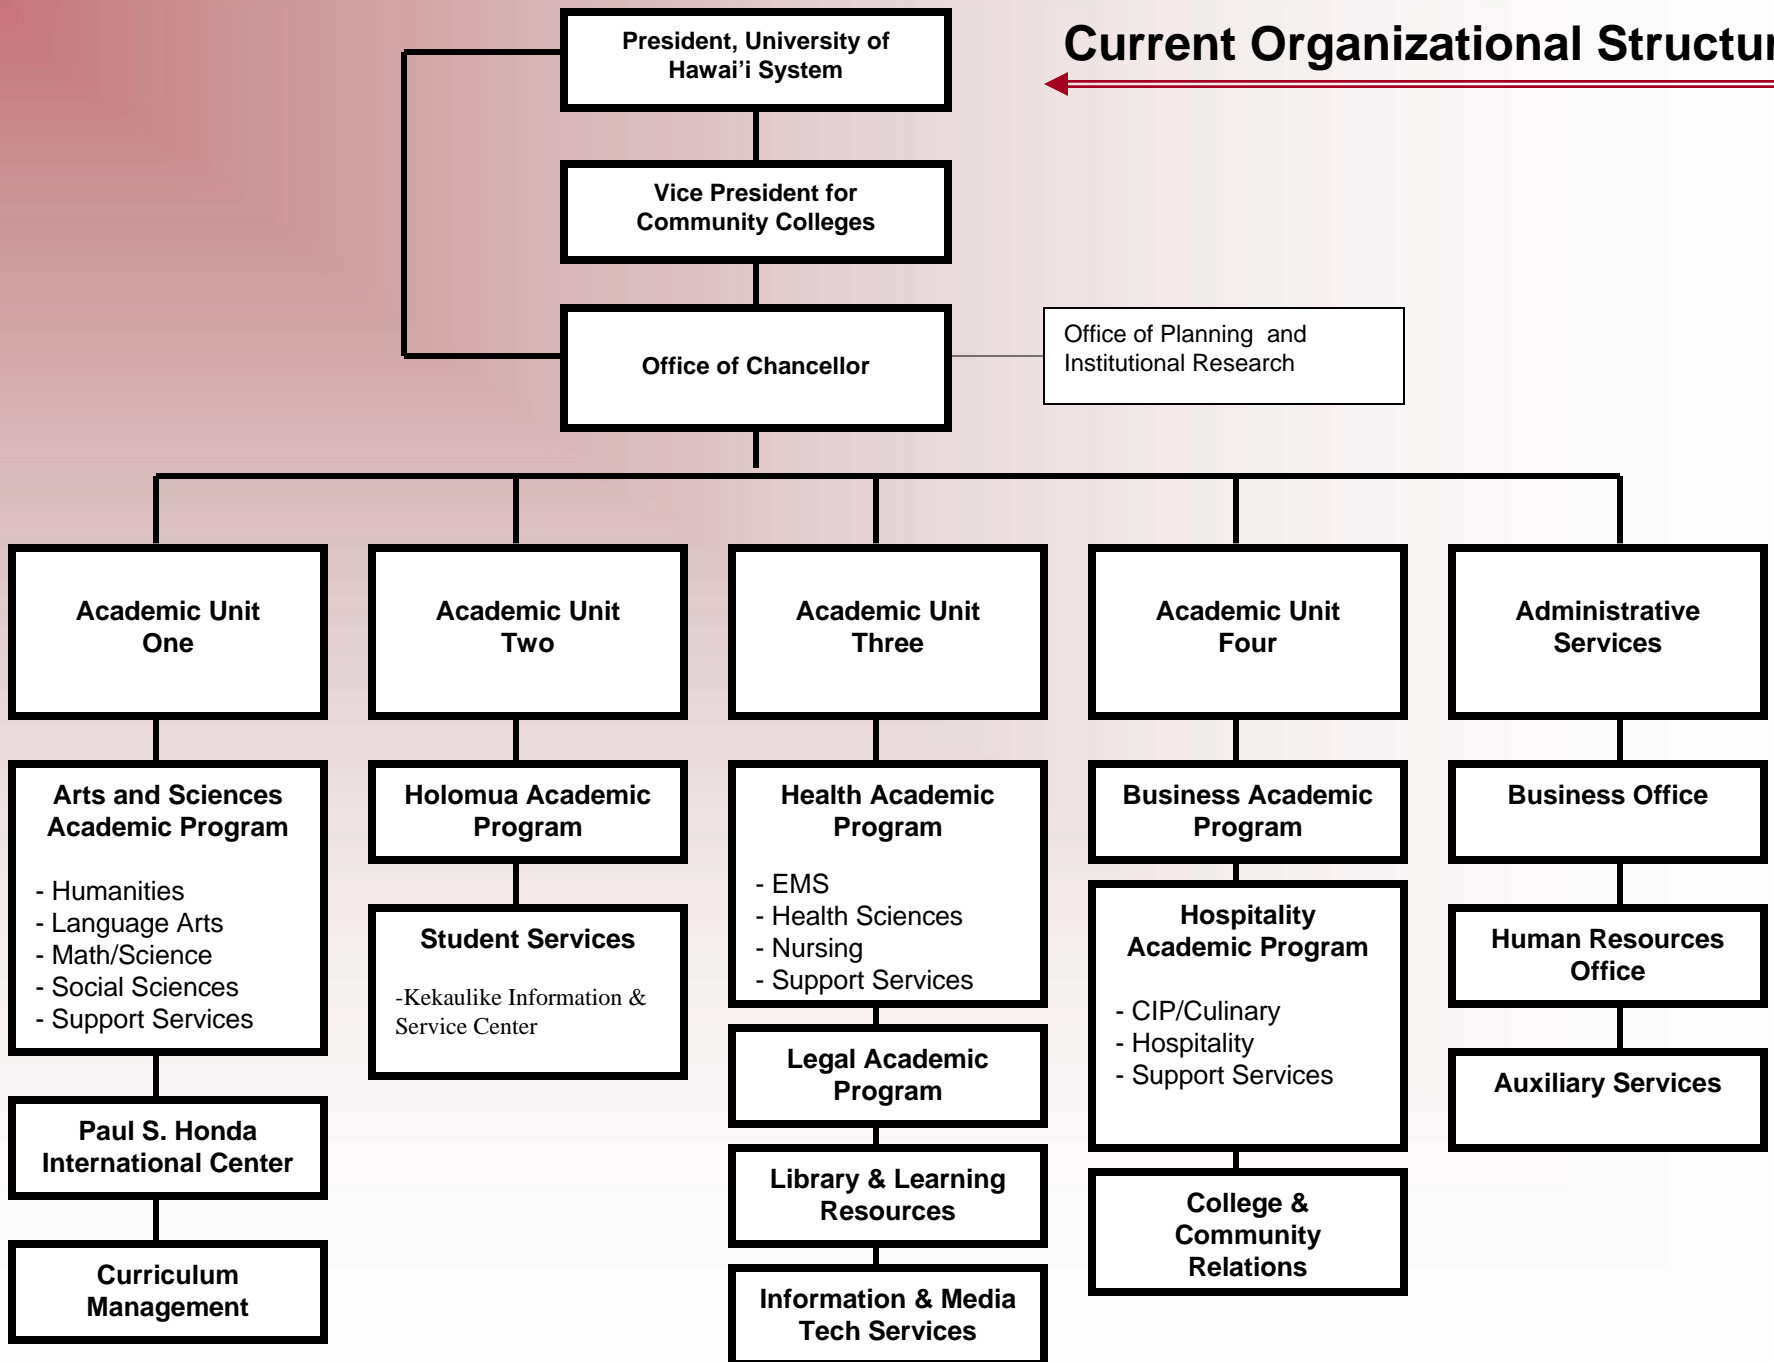 Current Organizational Structur
President, University of
Hawai’i System
Vice President for
Community Colleges
Office of Chancellor
Office of Planning and
Institutional Research
Academic Unit
One
Academic Unit
Two
Academic Unit
Three
Academic Unit
Four
Administrative
Services
Arts and Sciences
Academic Program
- Humanities
- Language Arts
- Math/Science
- Social Sciences
- Support Services
Paul S. Honda
International Center
Curriculum
Management
Holomua Academic
Program
Student Services
-Kekaulike Information &
Service Center
Health Academic
Program
- EMS
- Health Sciences
- Nursing
- Support Services
Legal Academic
Program
Library & Learning
Resources
Information & Media
Tech Services
Business Academic
Program
Hospitality
Academic Program
- CIP/Culinary
- Hospitality
- Support Services
College &
Community
Relations
Business Office
Human Resources
Office
Auxiliary Services